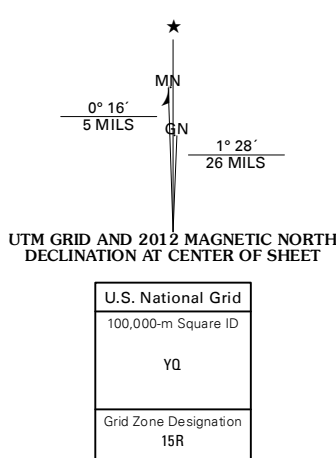 ★
MN
0° 16´
5 MILS
GN
1° 28´
26 MILS
UTM GRID AND 2012 MAGNETIC NORTH
DECLINATION AT CENTER OF SHEET
U.S. National Grid
100,000-m Square ID
YQ
Grid Zone Designation
15R